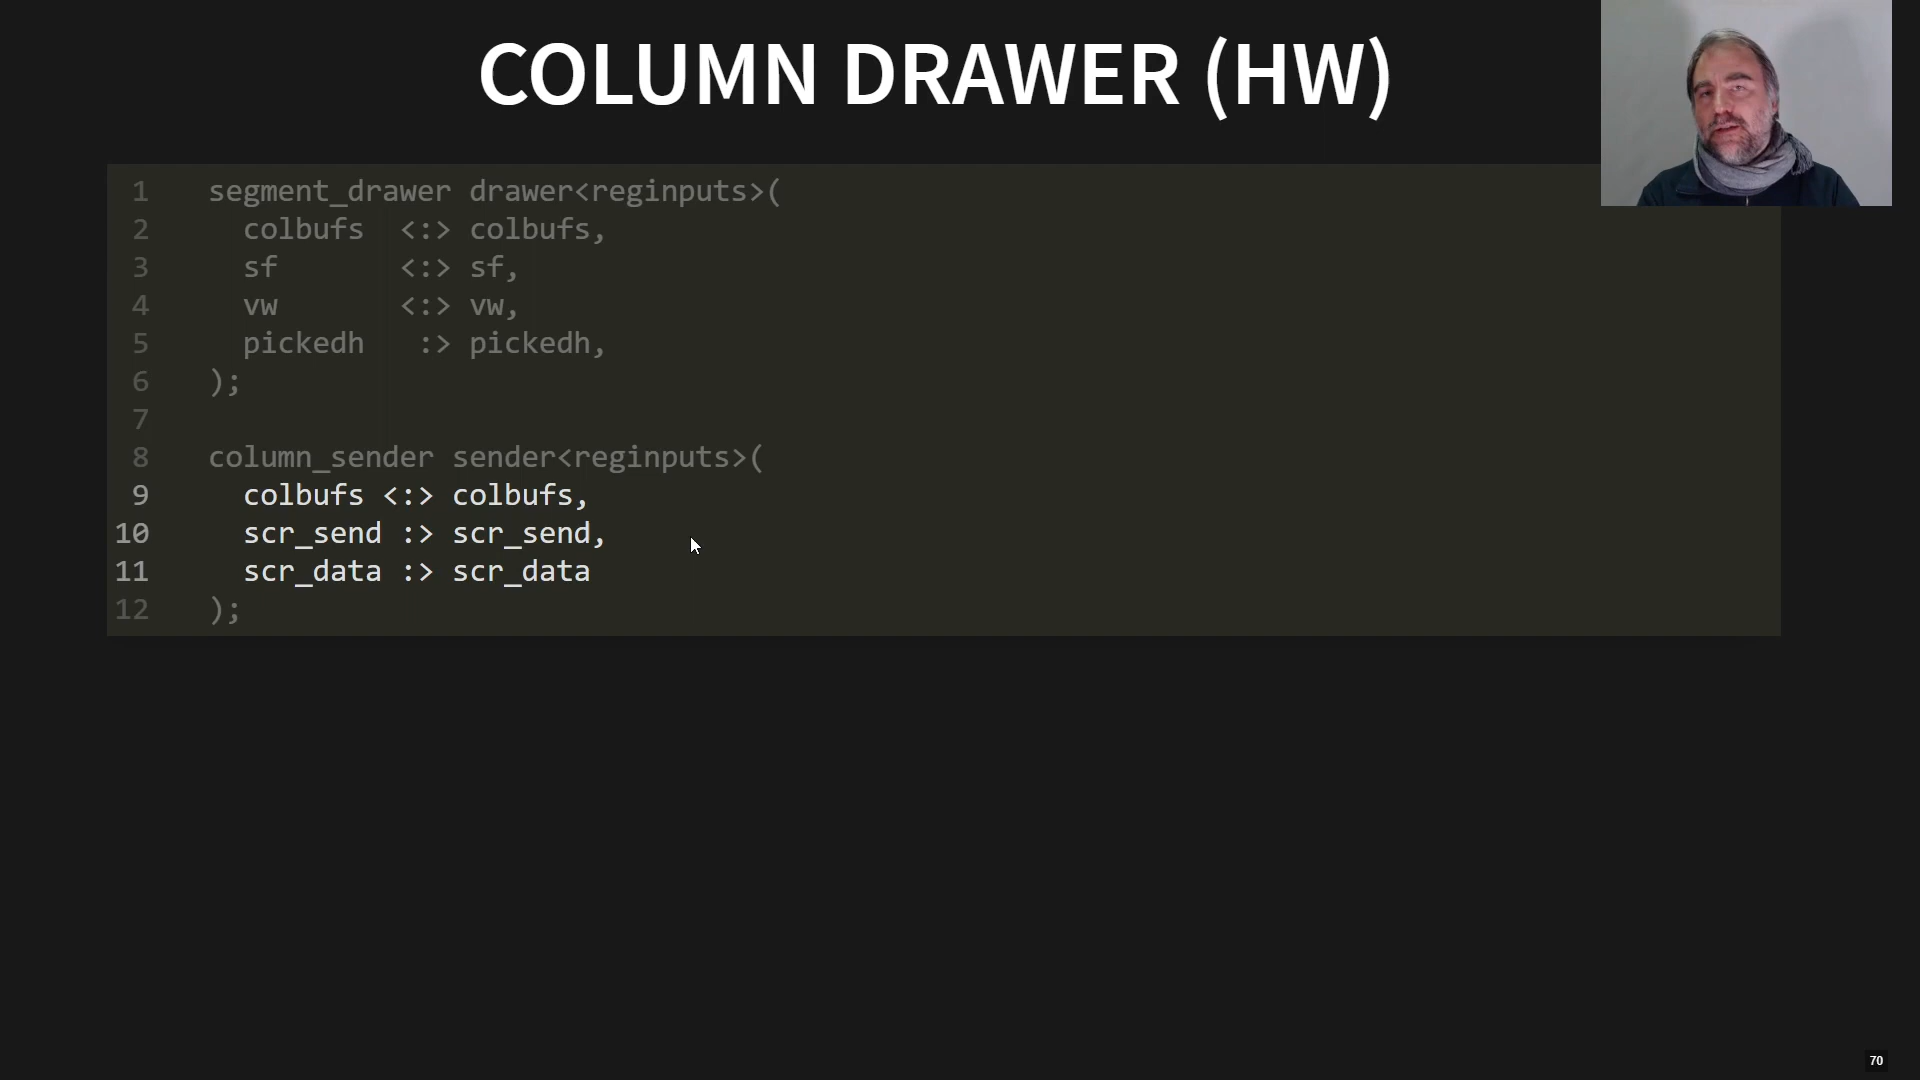 COLUMN DRAWER (HW)
1 segment_drawer drawer<reginputs>(
2 colbufs <:> colbufs,
3 sf <:> sf,
4 vw <:> vw,
5 pickedh :> pickedh,
6 );
7
8 column_sender sender<reginputs>(
9 colbufs <:> colbufs,
10 scr_send :> scr_send,
11 scr_data :> scr_data
12 );
70